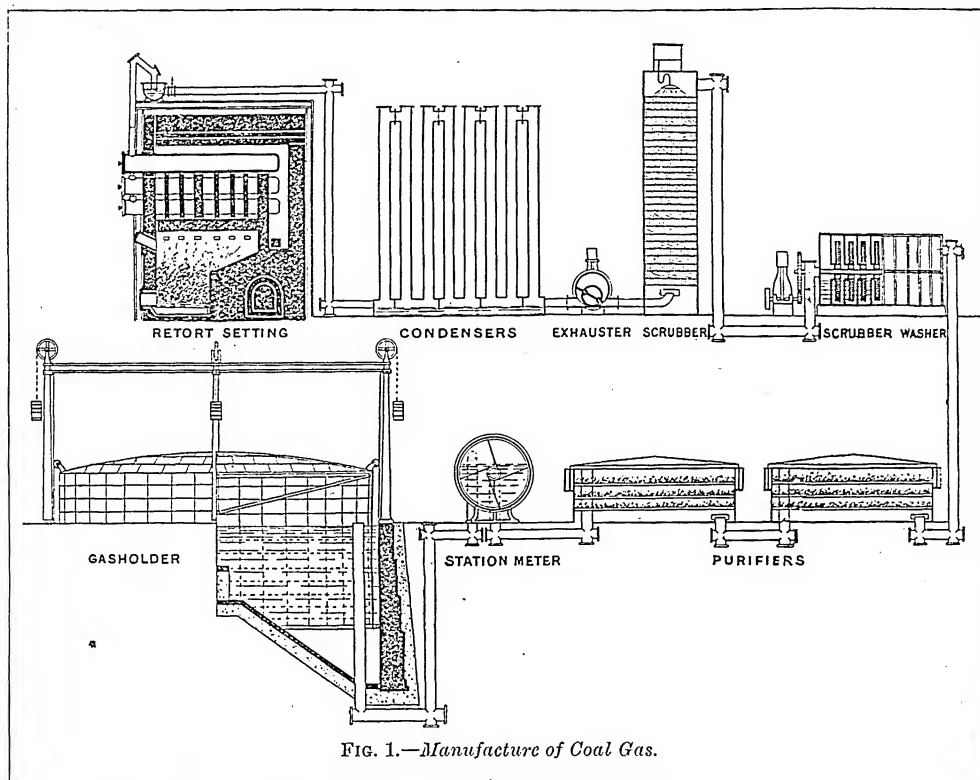 RETORT SETTING
CONDENSERS
EXHAUSTER
SCRUBBER
SCRUBBER WASHER
GASHOLDER
STATION METER
PURIFIERS
FIG. 1.—Manufacture of Coal Gas.